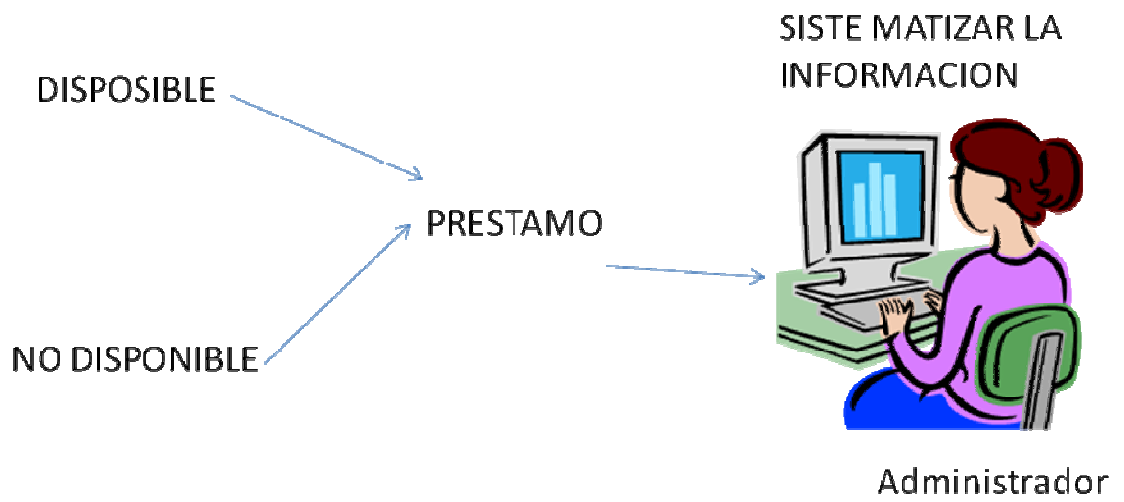 SISTE MATIZAR LA
INFORMACION
DISPOSIBLE
PRESTAMO
NO DISPONIBLE
Administrador